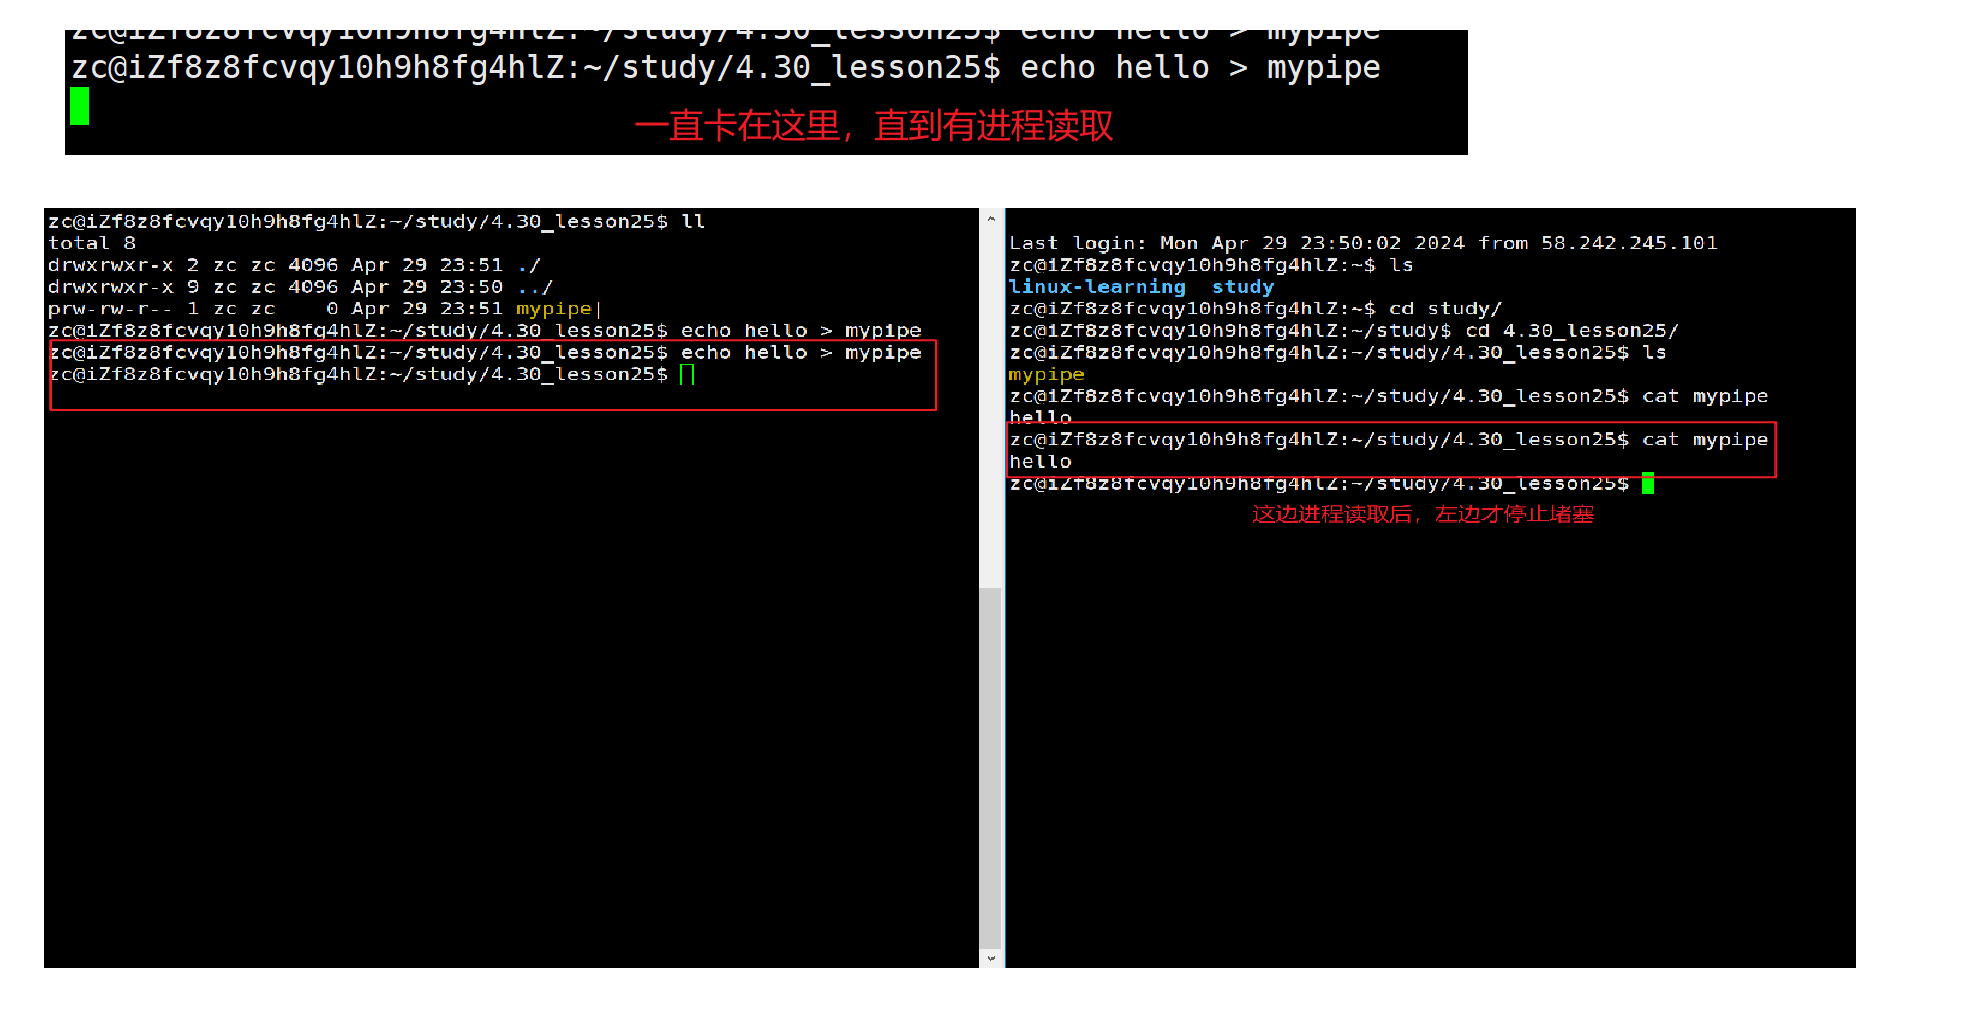 zc@iZf8z8fcvqy10h9h8fg4hlZ:~/study/4.30_lesson25$ echo hello > mypipe
zc@iZf8z8fcvqy10h9h8fg4hlZ:~/study/4.30_lesson25$ echo hello > mypipe
一直卡在这里，直到有进程读取
zc@iZf8z8fcvqy10h9h8fg4hlZ:~/study/4.30_lesson25$ ll
total 8
drwxrwxr-x 2 zc zc 4096 Apr 29 23:51 ./
drwxrwxr-x 9 zc zc 4096 Apr 29 23:50 ../
prw-rw-r-- 1 zc zc    0 Apr 29 23:51 mypipe|
zc@iZf8z8fcvqy10h9h8fg4hlZ:~/study/4.30_lesson25$ echo hello > mypipe
zc@iZf8z8fcvqy10h9h8fg4hlZ:~/study/4.30_lesson25$ echo hello > mypipe
zc@iZf8z8fcvqy10h9h8fg4hlZ:~/study/4.30_lesson25$
Last login: Mon Apr 29 23:50:02 2024 from 58.242.245.101
zc@iZf8z8fcvqy10h9h8fg4hlZ:~$ ls
linux-learning  study
zc@iZf8z8fcvqy10h9h8fg4hlZ:~$ cd study/
zc@iZf8z8fcvqy10h9h8fg4hlZ:~/study$ cd 4.30_lesson25/
zc@iZf8z8fcvqy10h9h8fg4hlZ:~/study/4.30_lesson25$ ls
mypipe
zc@iZf8z8fcvqy10h9h8fg4hlZ:~/study/4.30_lesson25$ cat mypipe
hello
zc@iZf8z8fcvqy10h9h8fg4hlZ:~/study/4.30_lesson25$ cat mypipe
hello
zc@iZf8z8fcvqy10h9h8fg4hlZ:~/study/4.30_lesson25$
这边进程读取后，左边才停止堵塞